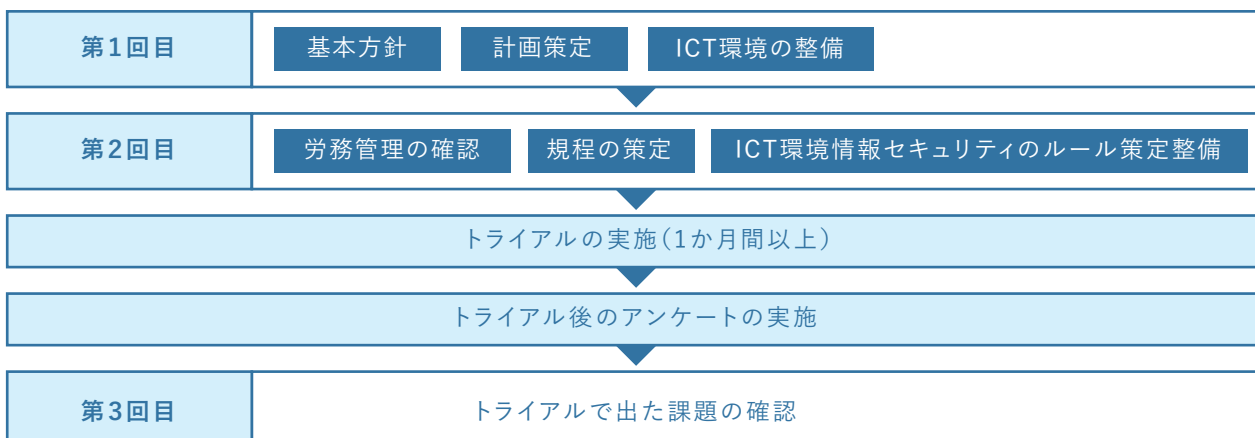 第1回目 基本方針 計画策定 ICT環境の整備
第2回目 労務管理の確認 規程の策定 ICT環境情報セキュリティのルール策定整備
トライアルの実施(1か月間以上)
トライアル後のアンケートの実施
第3回目 トライアルで出た課題の確認